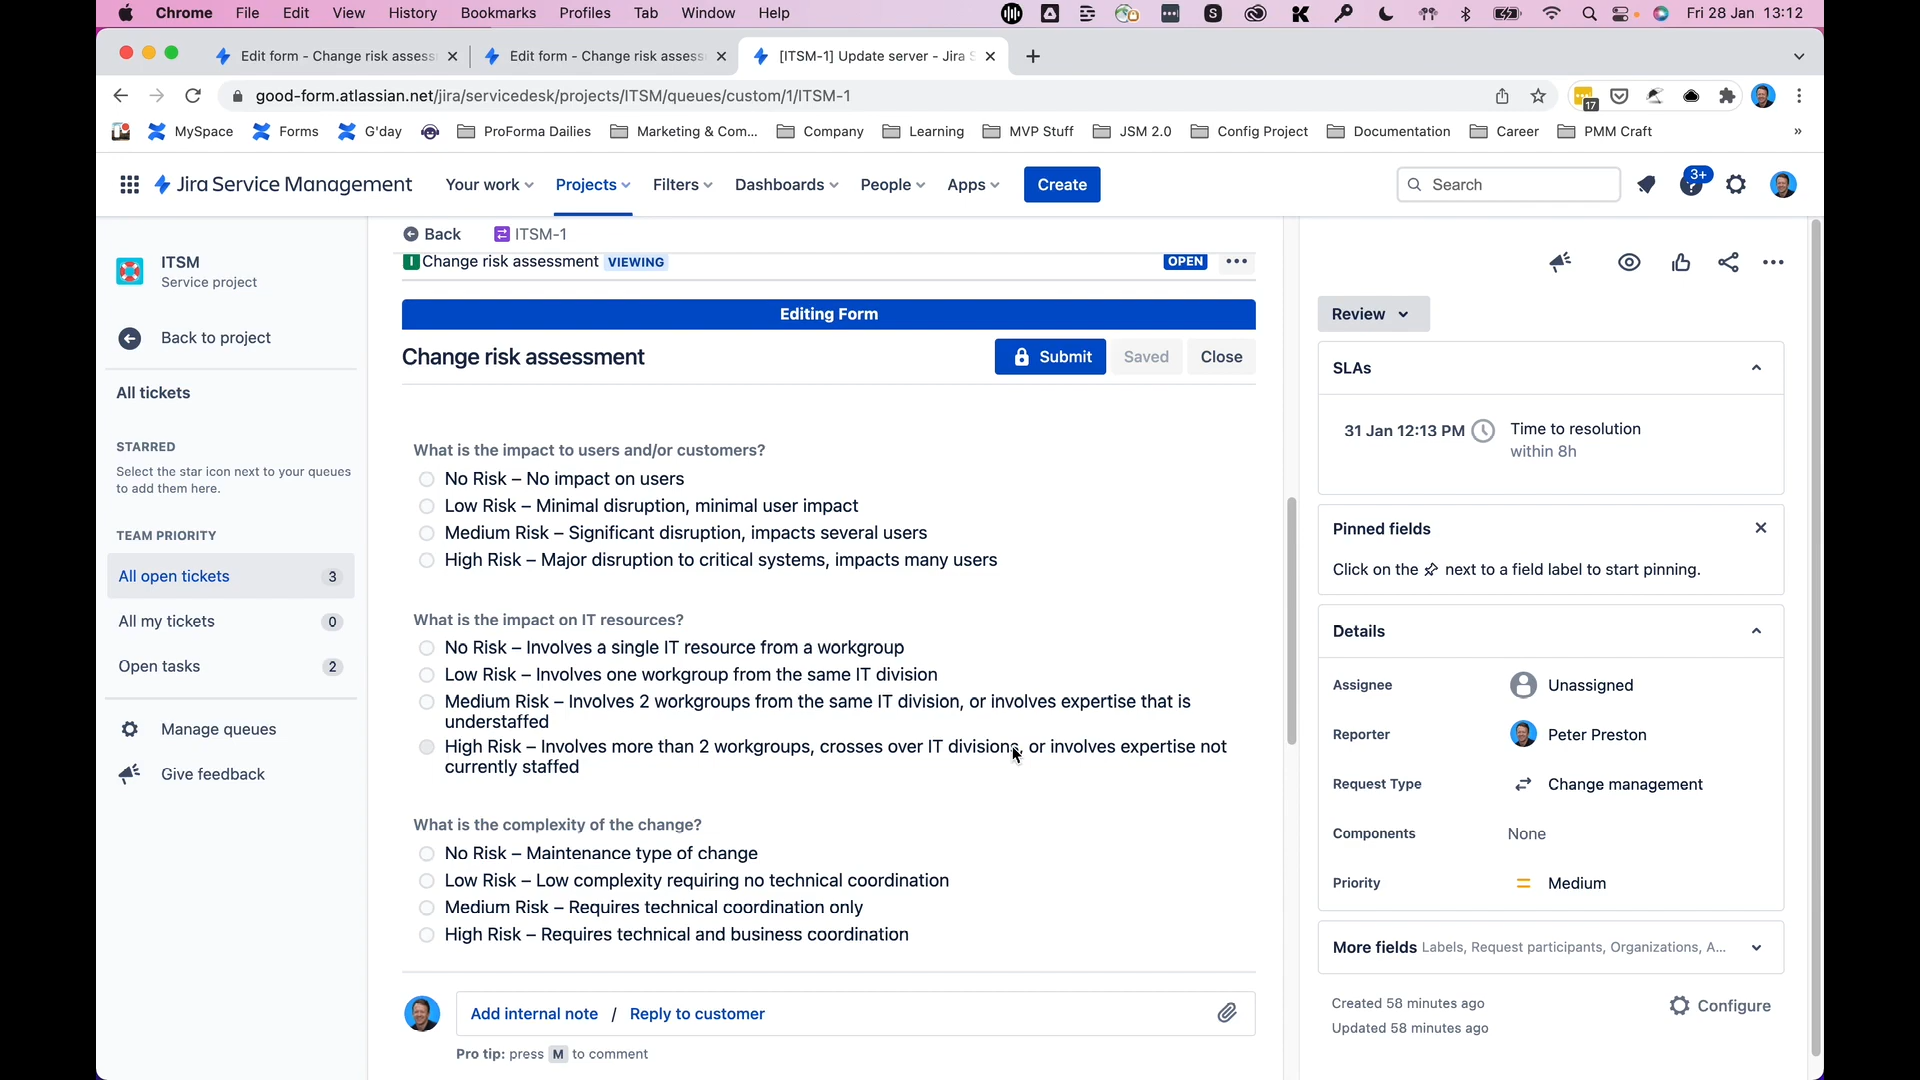 Chrome File Edit View History Bookmarks Profiles Tab Window Help Fri 28 Jan 13:12
Edit form - Change risk assess
Edit form - Change risk assess
[ITSM-1] Update server - Jira S
good-form.atlassian.net/jira/servicedesk/projects/ITSM/queues/custom/1/ITSM-1
17
MySpace Forms G'day ProForma Dailies Marketing & Com... Company Learning MVP Stuff JSM 2.0 Config Project Documentation Career PMM Craft »
Jira Service Management Your work Projects Filters Dashboards People Apps Create Search 3+
ITSM
Service project
Back to project
All tickets
STARRED
Select the star icon next to your queues
to add them here.
TEAM PRIORITY
All open tickets 3
All my tickets 0
Open tasks 2
Manage queues
Give feedback
Back ITSM-1
Change risk assessment VIEWING OPEN
Editing Form
Change risk assessment Submit Saved Close
What is the impact to users and/or customers?
No Risk – No impact on users
Low Risk – Minimal disruption, minimal user impact
Medium Risk – Significant disruption, impacts several users
High Risk – Major disruption to critical systems, impacts many users
What is the impact on IT resources?
No Risk – Involves a single IT resource from a workgroup
Low Risk – Involves one workgroup from the same IT division
Medium Risk – Involves 2 workgroups from the same IT division, or involves expertise that is
understaffed
High Risk – Involves more than 2 workgroups, crosses over IT divisions, or involves expertise not
currently staffed
What is the complexity of the change?
No Risk – Maintenance type of change
Low Risk – Low complexity requiring no technical coordination
Medium Risk – Requires technical coordination only
High Risk – Requires technical and business coordination
Add internal note / Reply to customer
Pro tip: press M to comment
Review
SLAs
31 Jan 12:13 PM Time to resolution
within 8h
Pinned fields
Click on the next to a field label to start pinning.
Details
Assignee Unassigned
Reporter Peter Preston
Request Type Change management
Components None
Priority Medium
More fields Labels, Request participants, Organizations, A...
Created 58 minutes ago
Updated 58 minutes ago
Configure